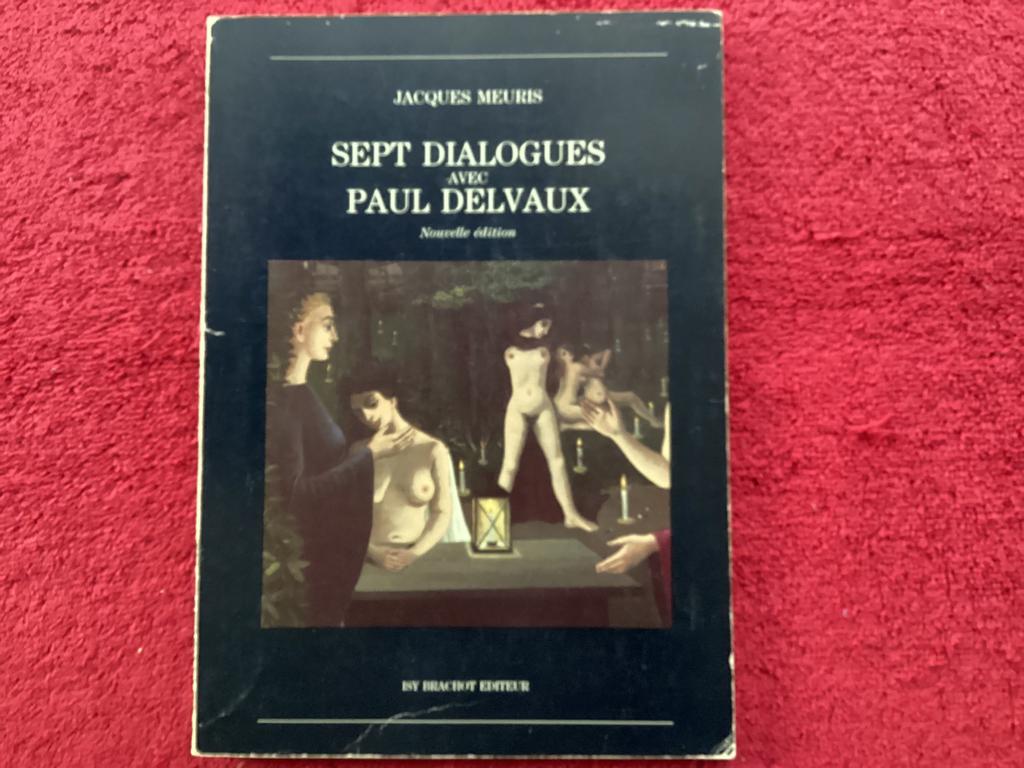 JACQUES MEURIS
SEPT DIALOGUES
AVEC
PAUL DELVAUX
Nouvelle édition
ISY BRACHOT EDITEUR